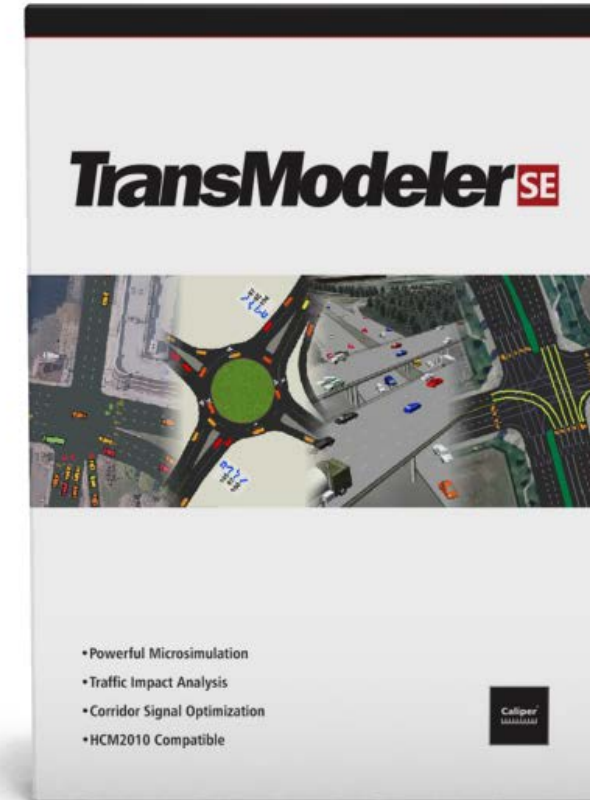 TransModeler SE
•Powerful Microsimulation
•Traffic Impact Analysis
•Corridor Signal Optimization
•HCM2010 Compatible
Caliper